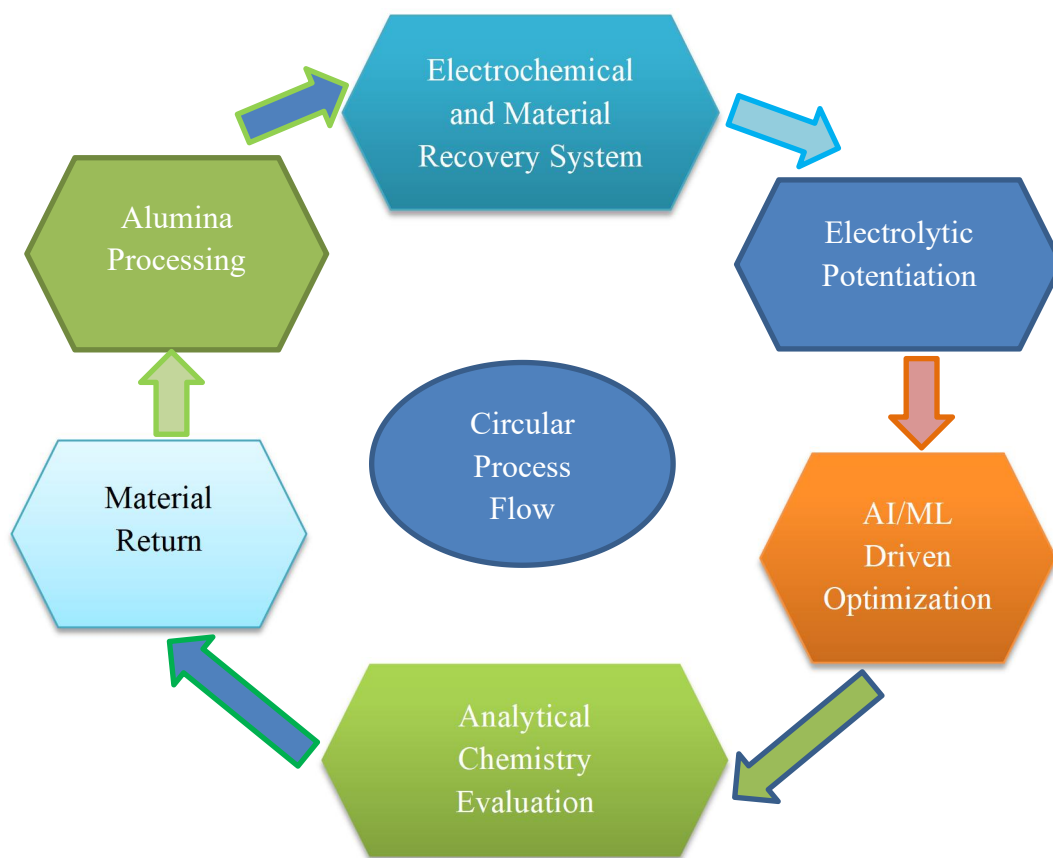 Electrochemical
and Material
Recovery System
Electrolytic
Potentiation
AI/ML
Driven
Optimization
Analytical
Chemistry
Evaluation
Material
Return
Alumina
Processing
Circular
Process
Flow